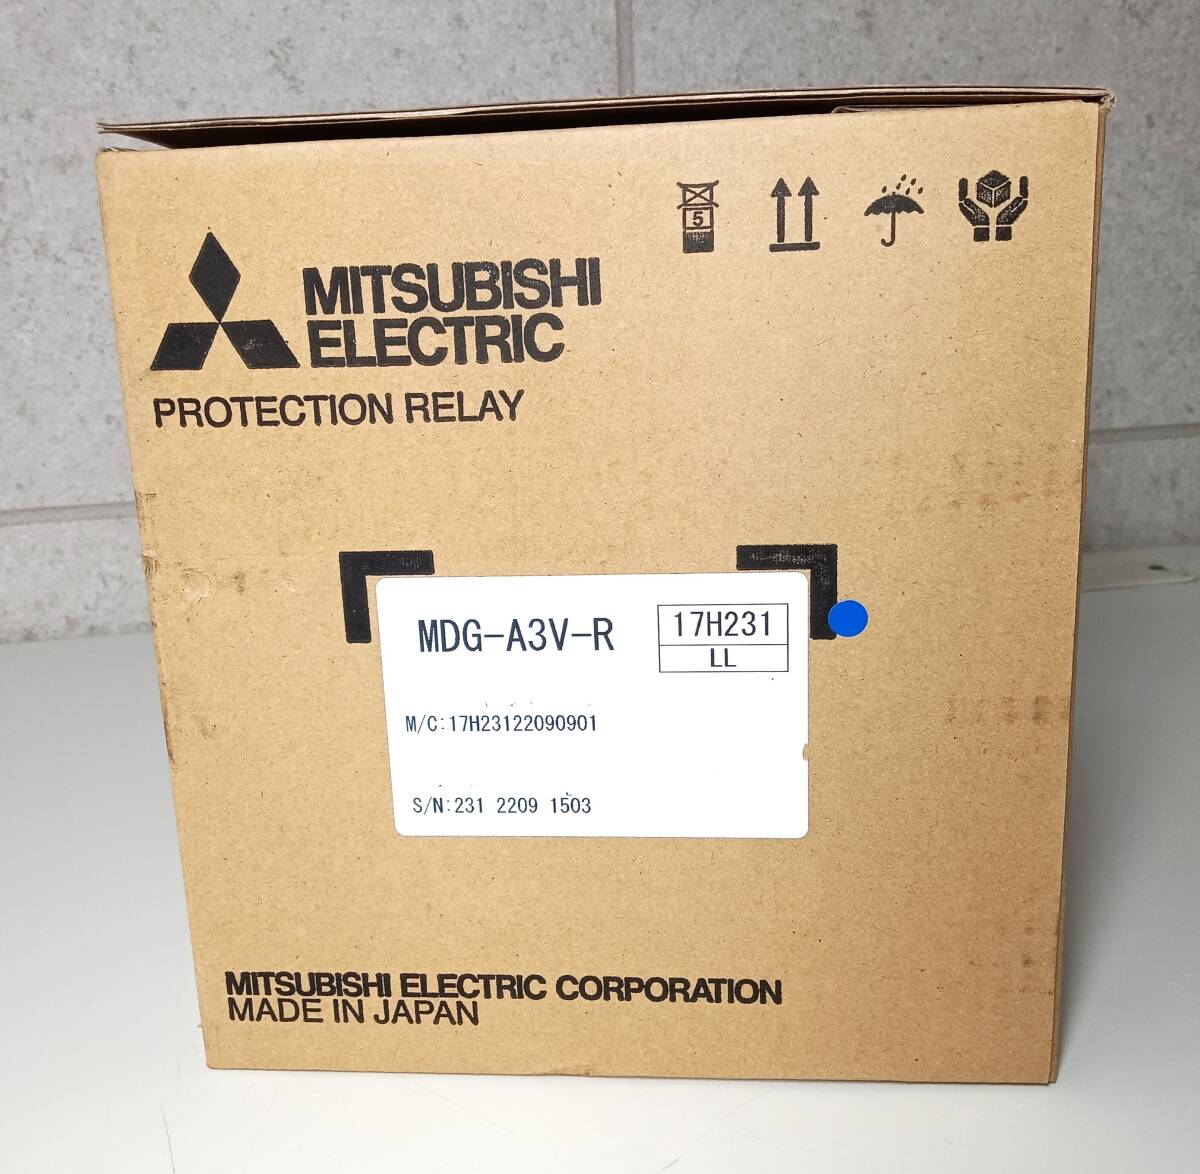 5
MITSUBISHI
ELECTRIC
PROTECTION RELAY
MDG-A3V-R
17H231
LL
M/C:17H23122090901
S/N:231 2209 1503
MITSUBISHI ELECTRIC CORPORATION
MADE IN JAPAN